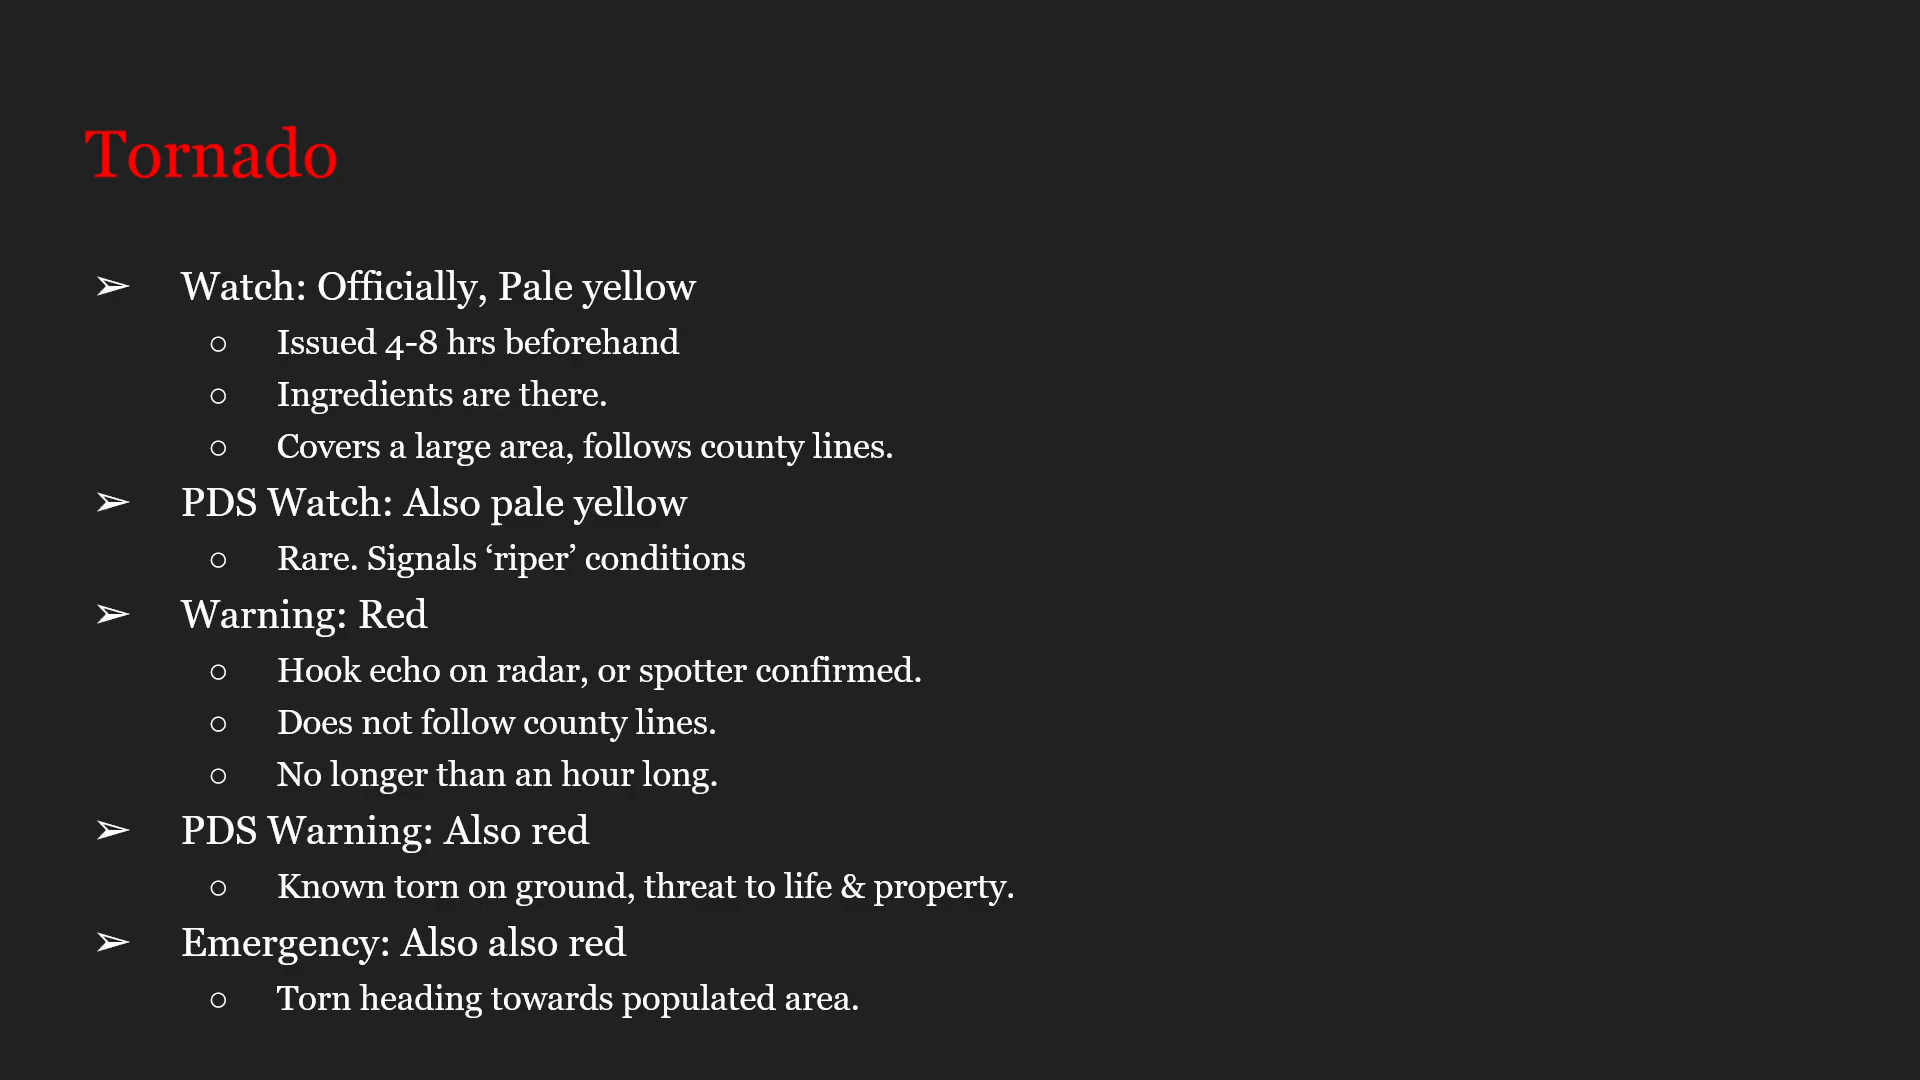 Tornado
➢ Watch: Officially, Pale yellow
○ Issued 4-8 hrs beforehand
○ Ingredients are there.
○ Covers a large area, follows county lines.
➢ PDS Watch: Also pale yellow
○ Rare. Signals ‘riper’ conditions
➢ Warning: Red
○ Hook echo on radar, or spotter confirmed.
○ Does not follow county lines.
○ No longer than an hour long.
➢ PDS Warning: Also red
○ Known torn on ground, threat to life & property.
➢ Emergency: Also also red
○ Torn heading towards populated area.